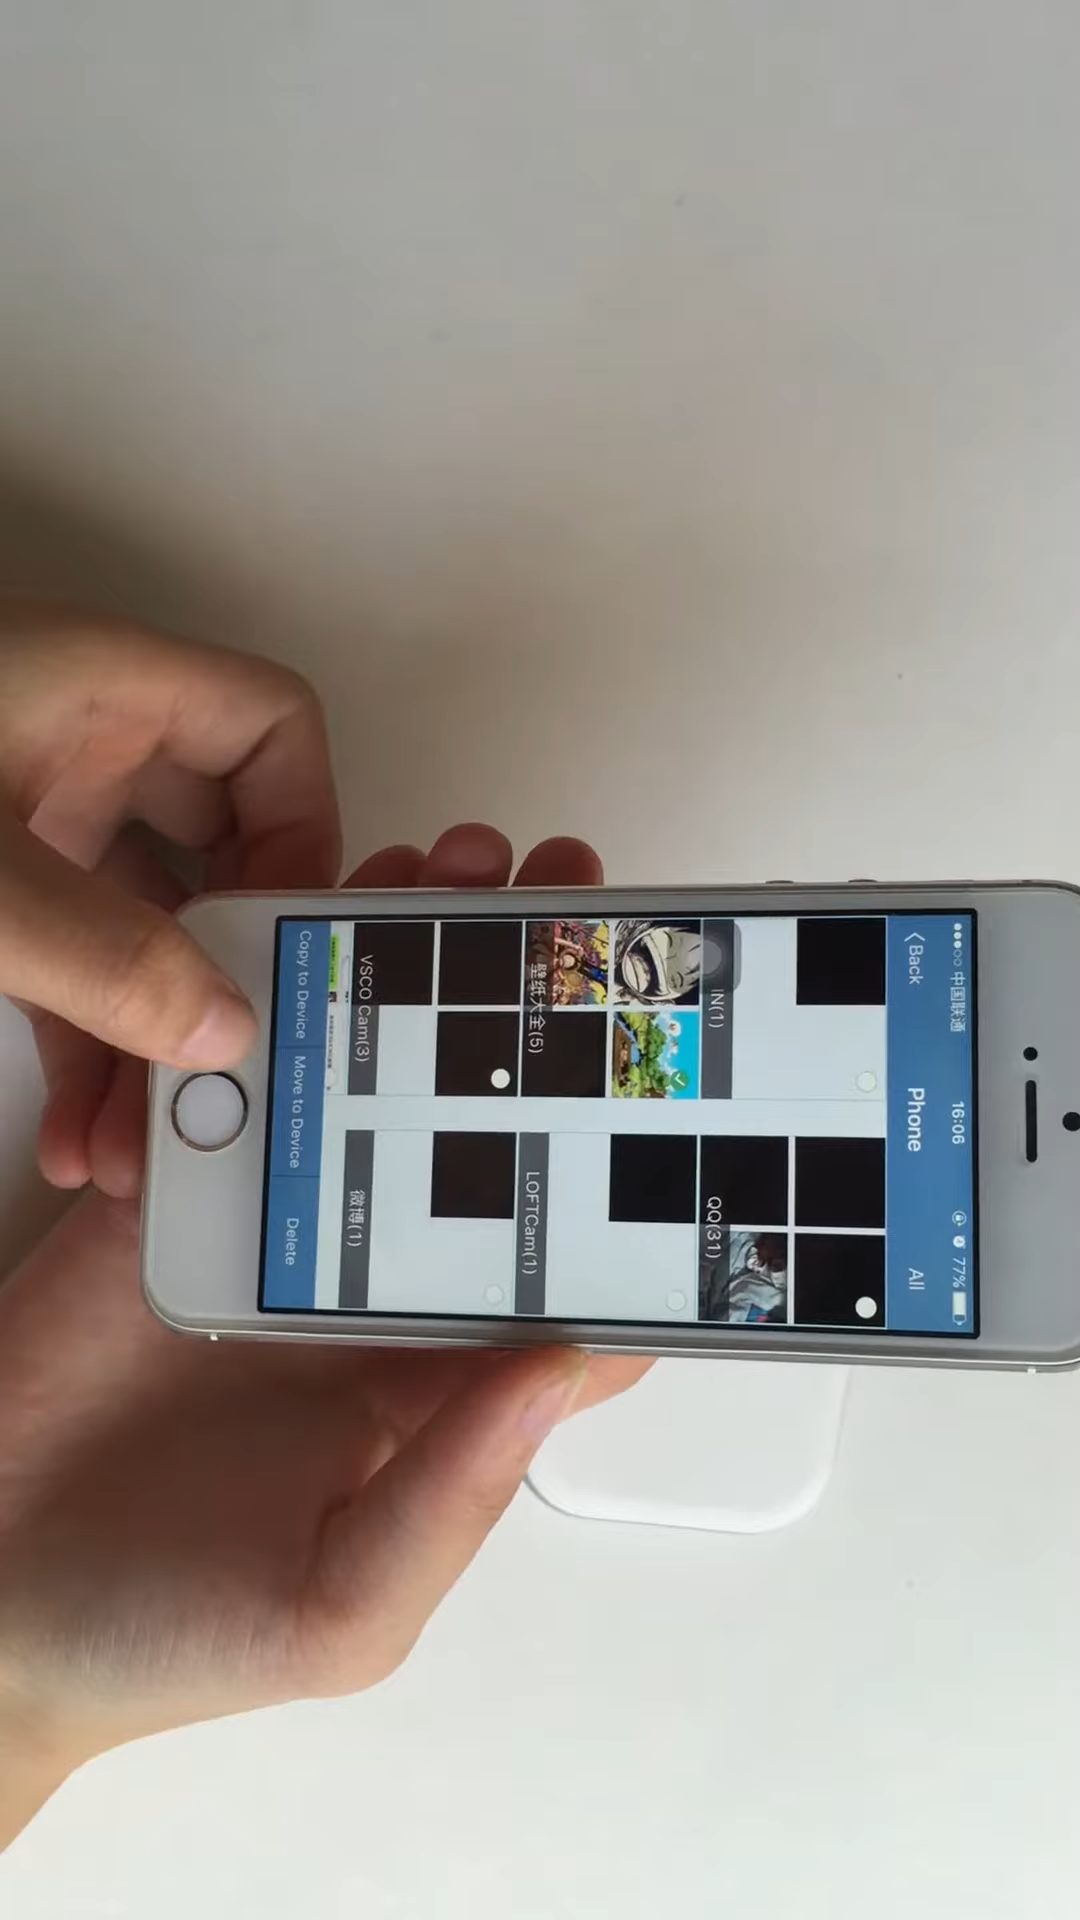 中国联通 16:06 77%
Back Phone All
IN(1) QQ(31)
壁纸大全(5) LOFTCam(1)
VSCO Cam(3) 微博(1)
Copy to Device Move to Device Delete